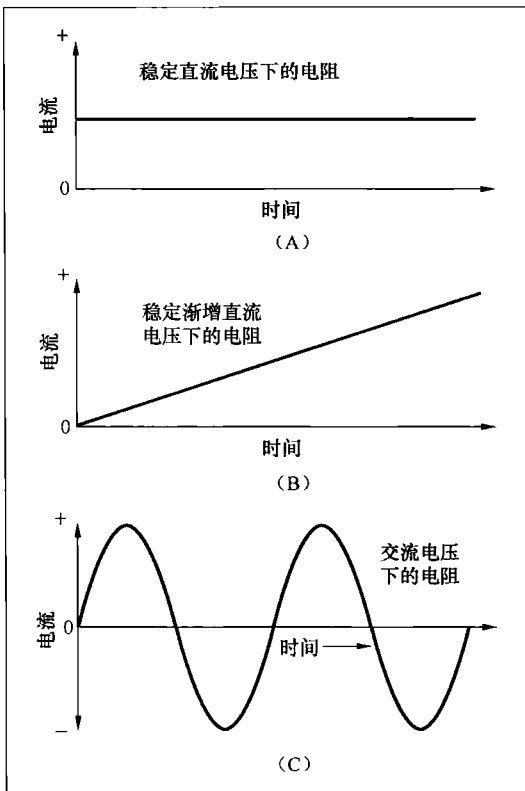 +
稳定直流电压下的电阻
电流
0
时间
（A）
+
稳定渐增直流
电压下的电阻
电流
0
时间
（B）
+
交流电压
下的电阻
电流
0
时间
−
（C）